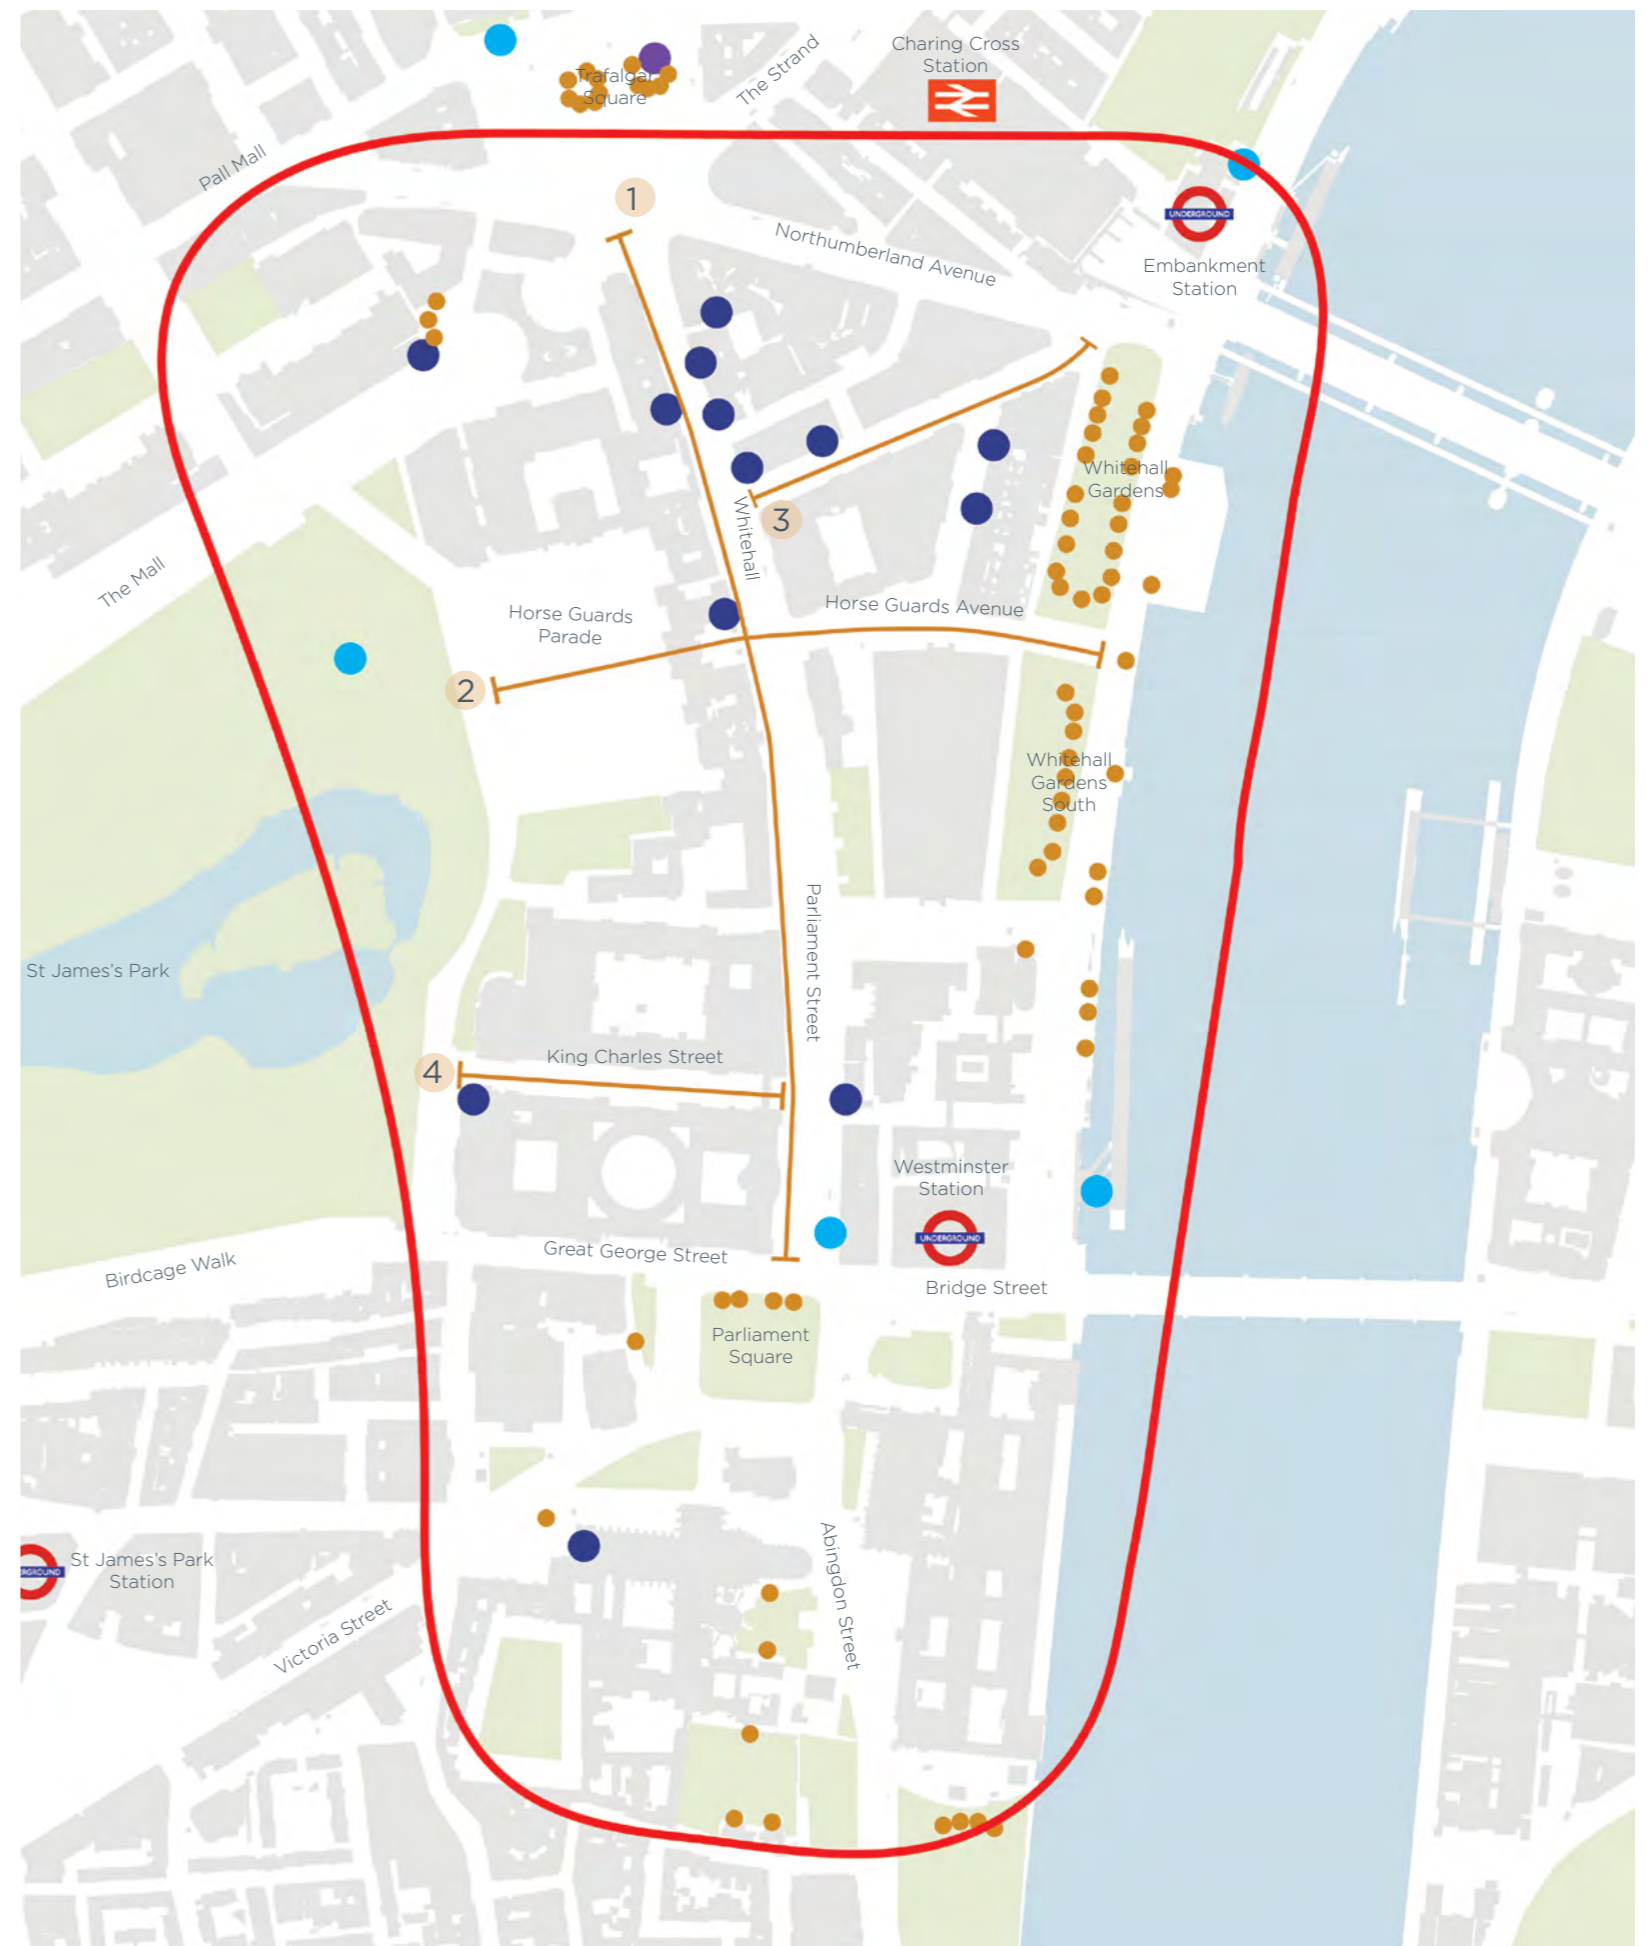 Charing Cross
Station
The Strand
Trafalgar
Square
Pall Mall
1
UNDERGROUND
Northumberland Avenue
Embankment
Station
Whitehall
Gardens
3
Whitehall
The Mall
Horse Guards
Parade
Horse Guards Avenue
2
Whitehall
Gardens
South
Parliament Street
St James's Park
King Charles Street
4
Westminster
Station
UNDERGROUND
Great George Street
Birdcage Walk
Bridge Street
Parliament
Square
Abingdon Street
St James's Park
Station
RGROUND
Victoria Street